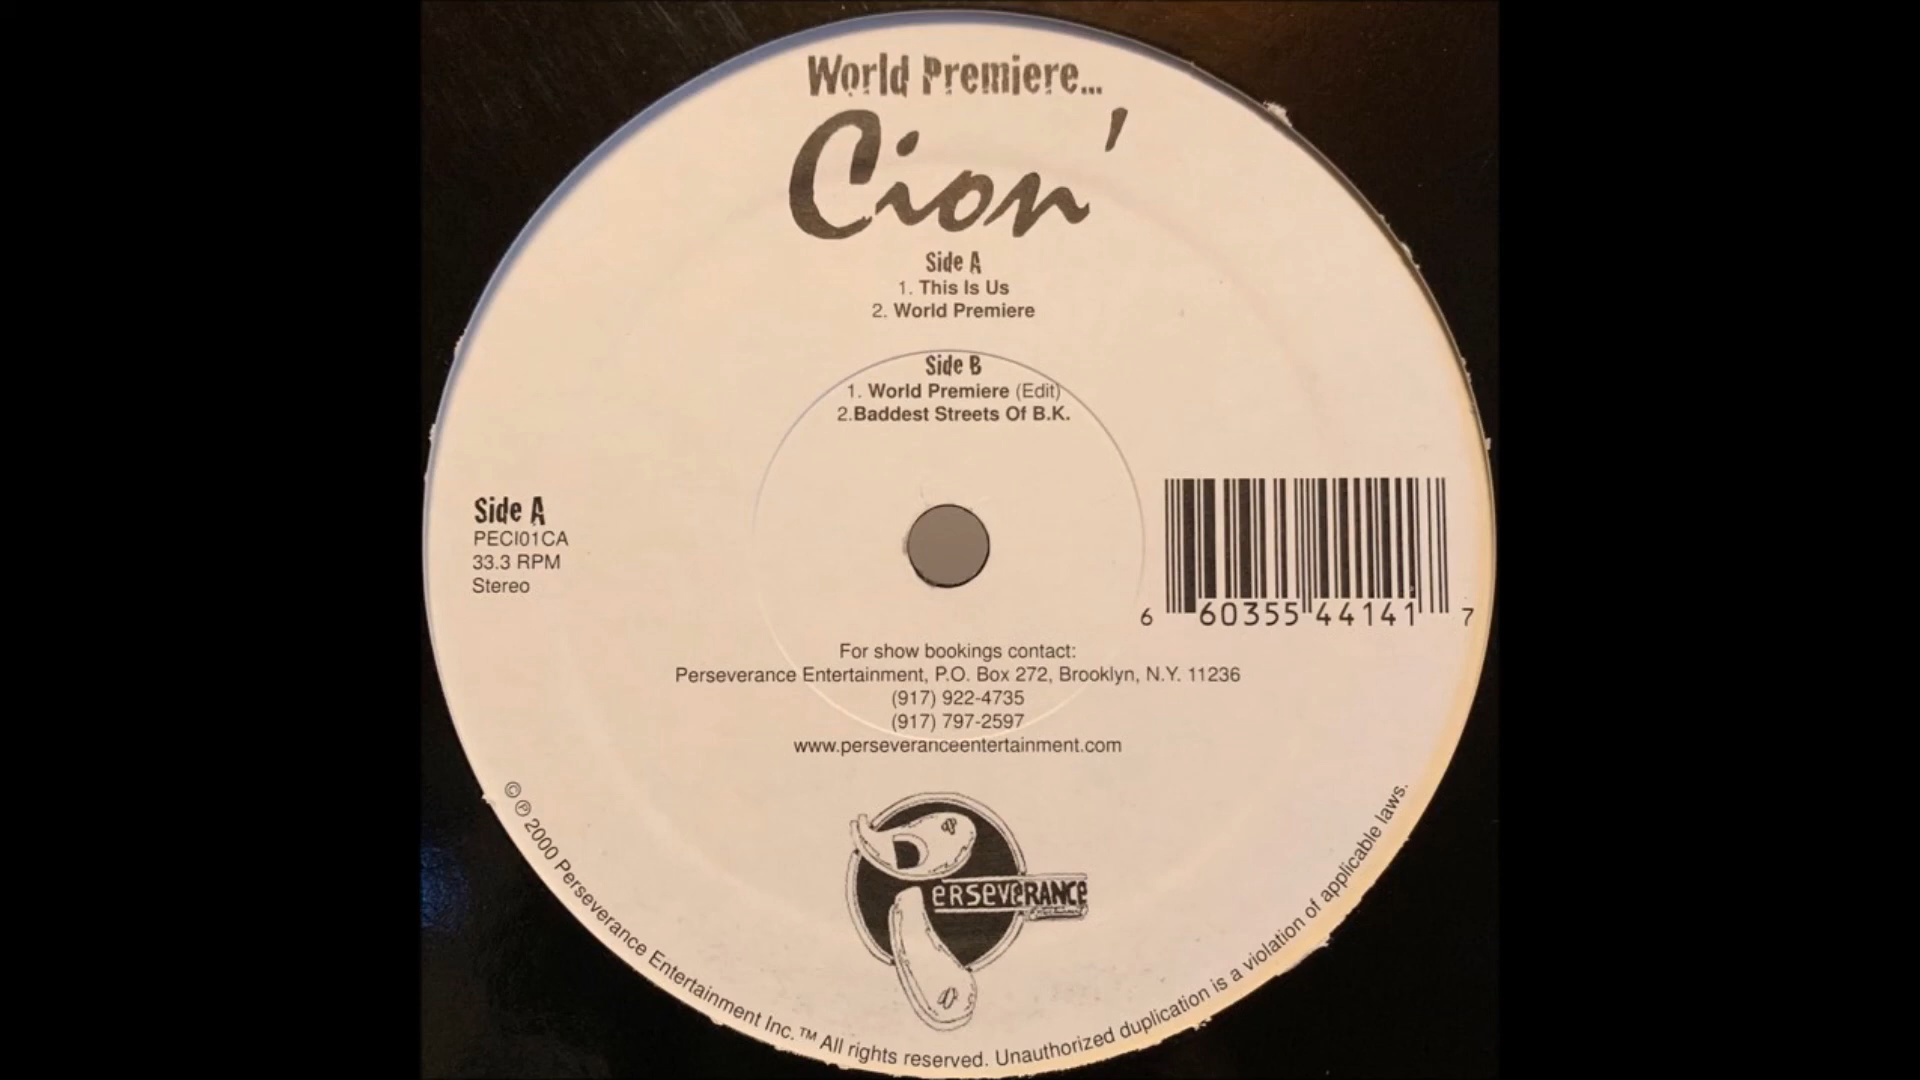 World Premiere...
Cion'
Side A
1. This Is Us
2. World Premiere
Side B
1. World Premiere (Edit)
2.Baddest Streets Of B.K.
Side A
PECI01CA
33.3 RPM
Stereo
6 60355 44141 7
For show bookings contact:
Perseverance Entertainment, P.O. Box 272, Brooklyn, N.Y. 11236
(917) 922-4735
(917) 797-2597
www.perseveranceentertainment.com
PERSEVERANCE
© ℗ 2000 Perseverance Entertainment Inc.™ All rights reserved. Unauthorized duplication is a violation of applicable laws.